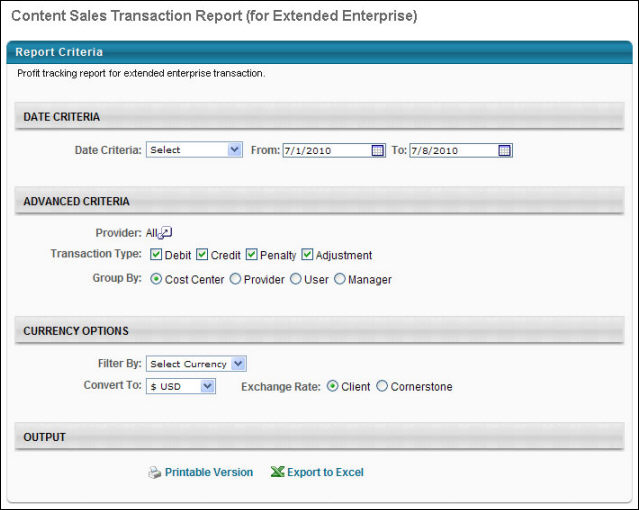 Content Sales Transaction Report (for Extended Enterprise)
Report Criteria
Profit tracking report for extended enterprise transaction.
DATE CRITERIA
Date Criteria: Select From: 7/1/2010 To: 7/8/2010
ADVANCED CRITERIA
Provider: All
Transaction Type: Debit Credit Penalty Adjustment
Group By: Cost Center Provider User Manager
CURRENCY OPTIONS
Filter By: Select Currency
Convert To: $ USD Exchange Rate: Client Cornerstone
OUTPUT
Printable Version Export to Excel